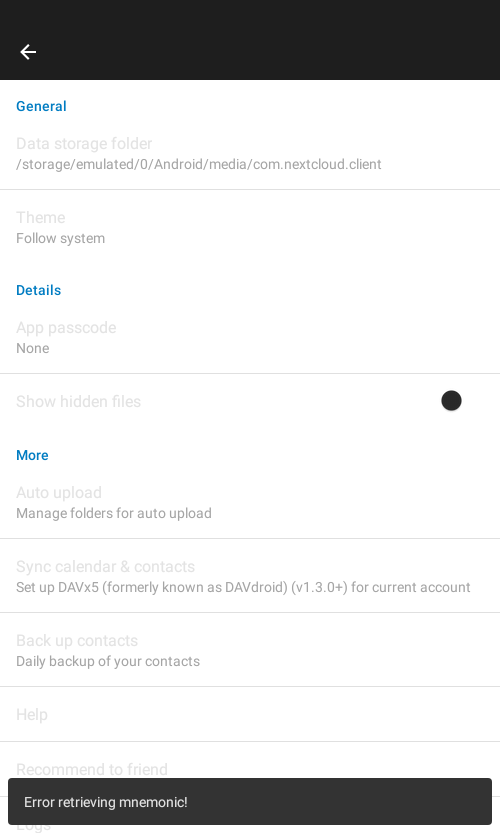 General
Data storage folder
/storage/emulated/0/Android/media/com.nextcloud.client
Theme
Follow system
Details
App passcode
None
Show hidden files
More
Auto upload
Manage folders for auto upload
Sync calendar & contacts
Set up DAVx5 (formerly known as DAVdroid) (v1.3.0+) for current account
Back up contacts
Daily backup of your contacts
Help
Recommend to friend
Error retrieving mnemonic!
Logs